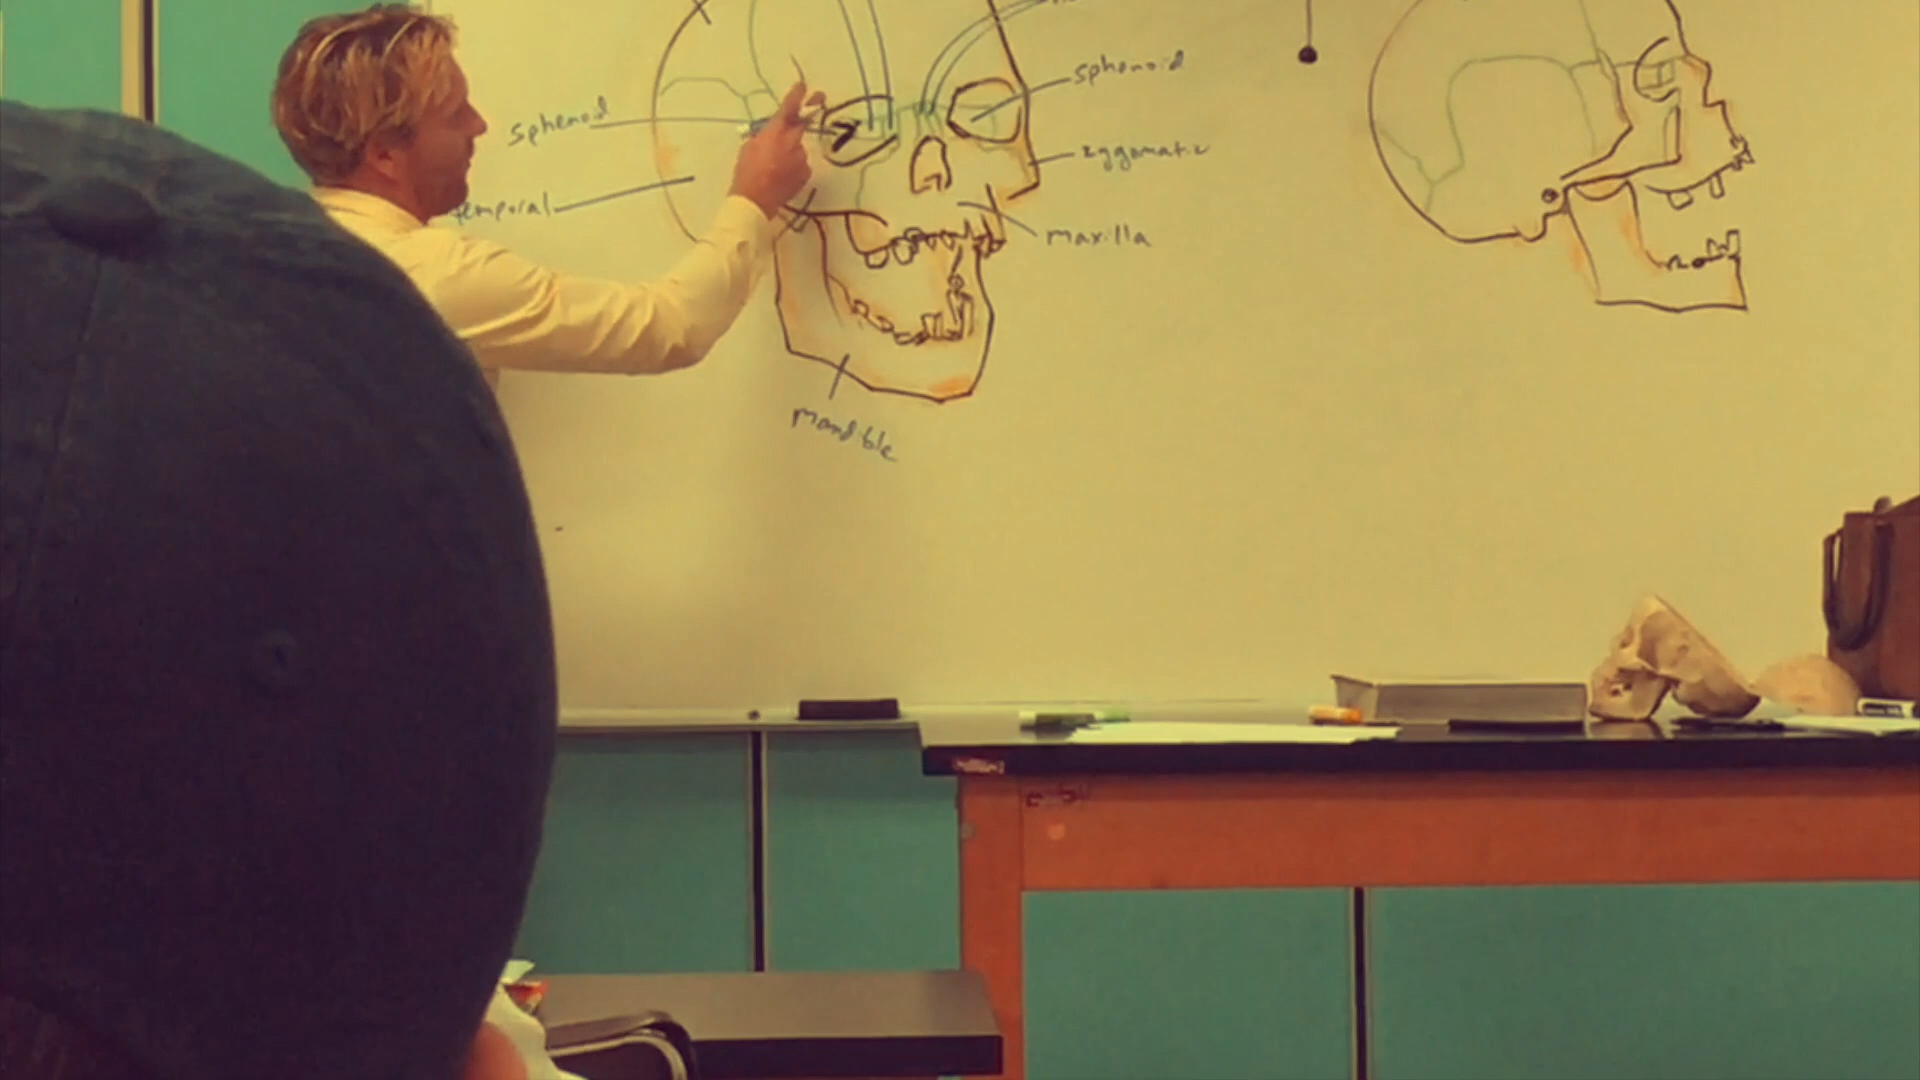 sphenoid
sphenoid
zygomatic
temporal
maxilla
mandible